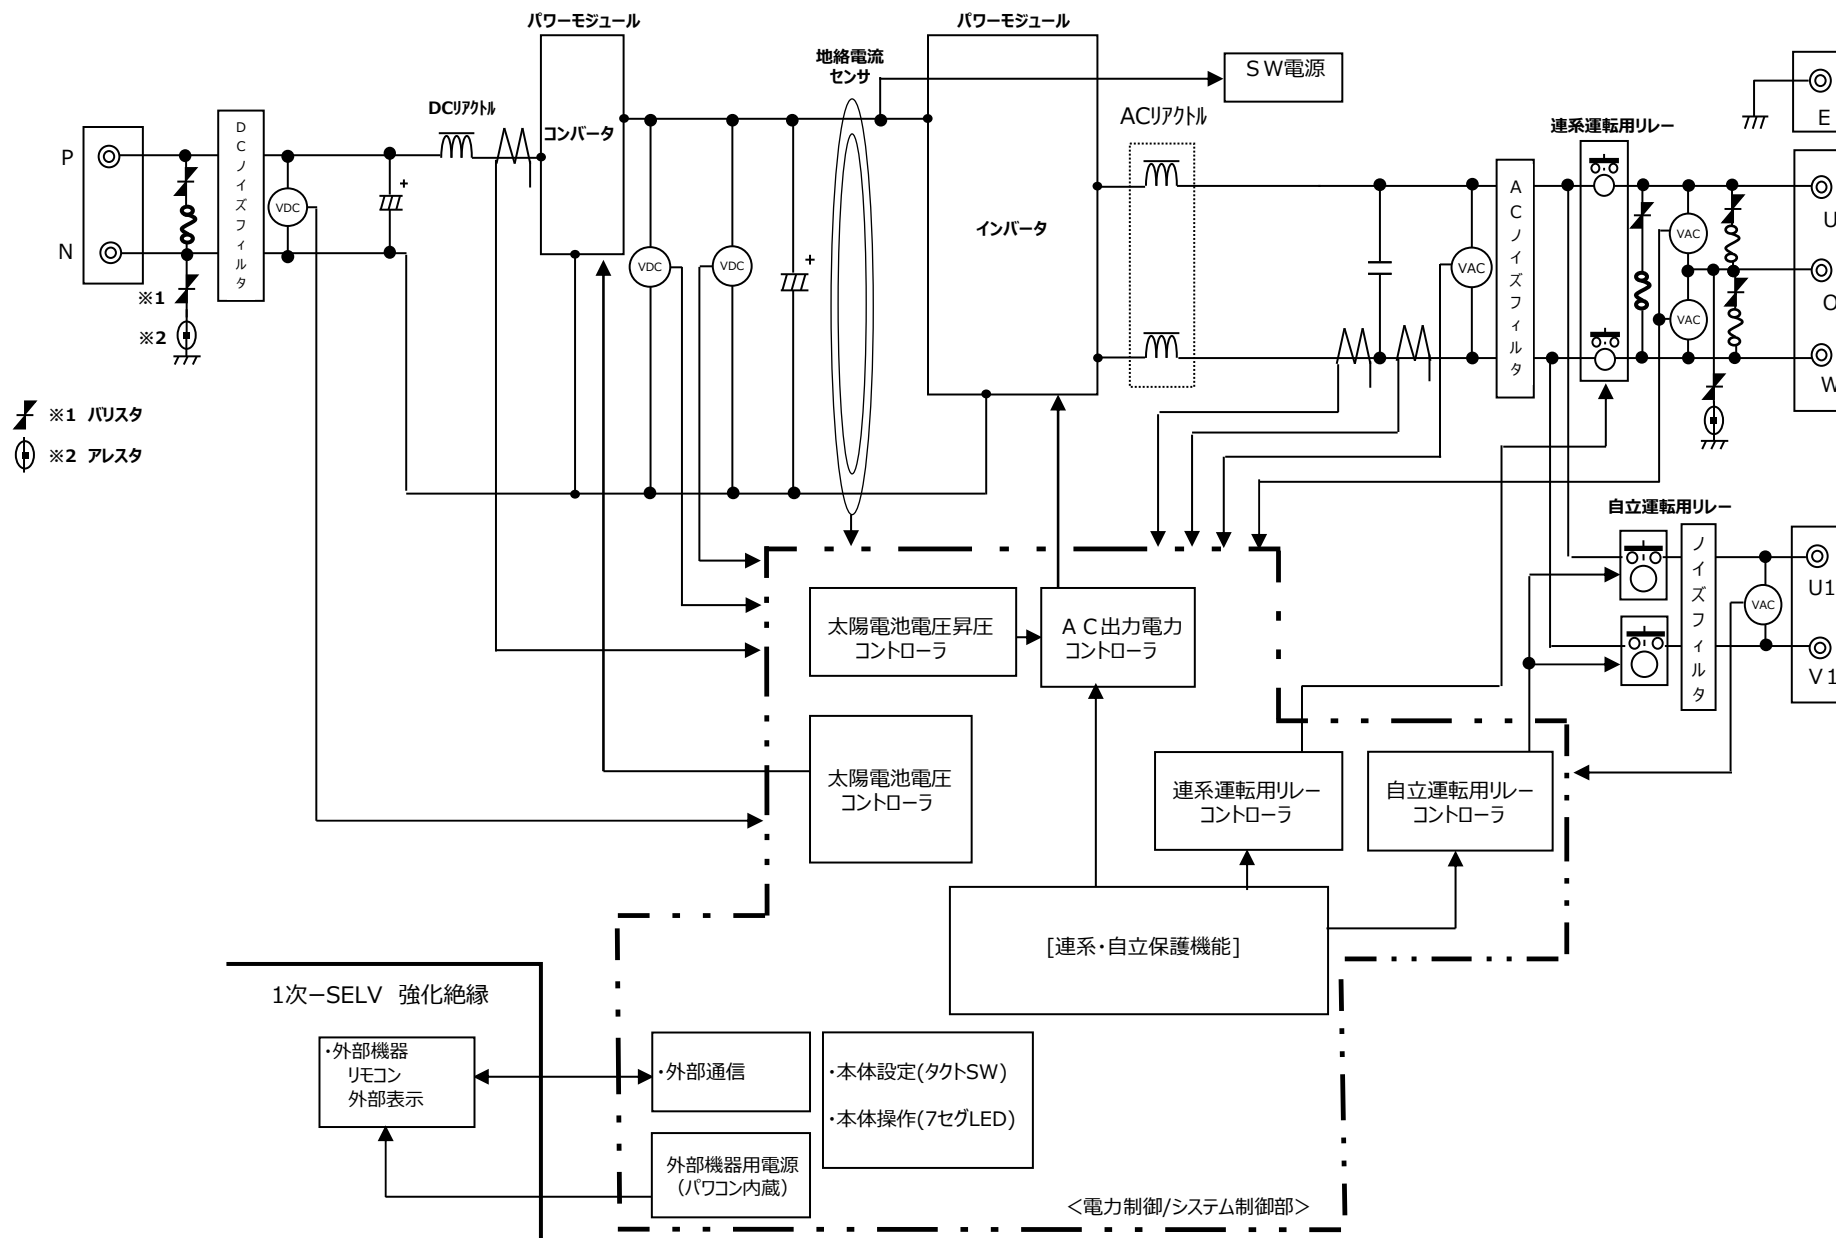 パワーモジュール
パワーモジュール
地絡電流
センサ
SW電源
DCリアクトル
コンバータ
ACリアクトル
連系運転用リレー
E
P
DCノイズフィルタ
VDC
N
※1
※2
VDC
VDC
インバータ
VAC
ACノイズフィルタ
VAC
VAC
U
O
W
※1 バリスタ
※2 アレスタ
自立運転用リレー
ノイズフィルタ
VAC
U1
V1
太陽電池電圧昇圧
コントローラ
AC出力電力
コントローラ
太陽電池電圧
コントローラ
連系運転用リレー
コントローラ
自立運転用リレー
コントローラ
[連系・自立保護機能]
1次-SELV 強化絶縁
・外部機器
リモコン
外部表示
・外部通信
・本体設定(タクトSW)
・本体操作(7セグLED)
外部機器用電源
(パワコン内蔵)
<電力制御/システム制御部>